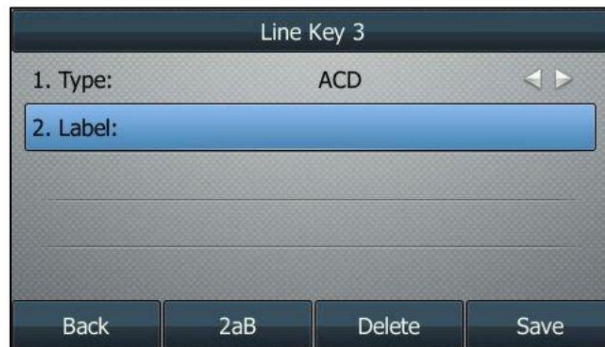 Line Key 3
1. Type: ACD
2. Label:
Back 2aB Delete Save